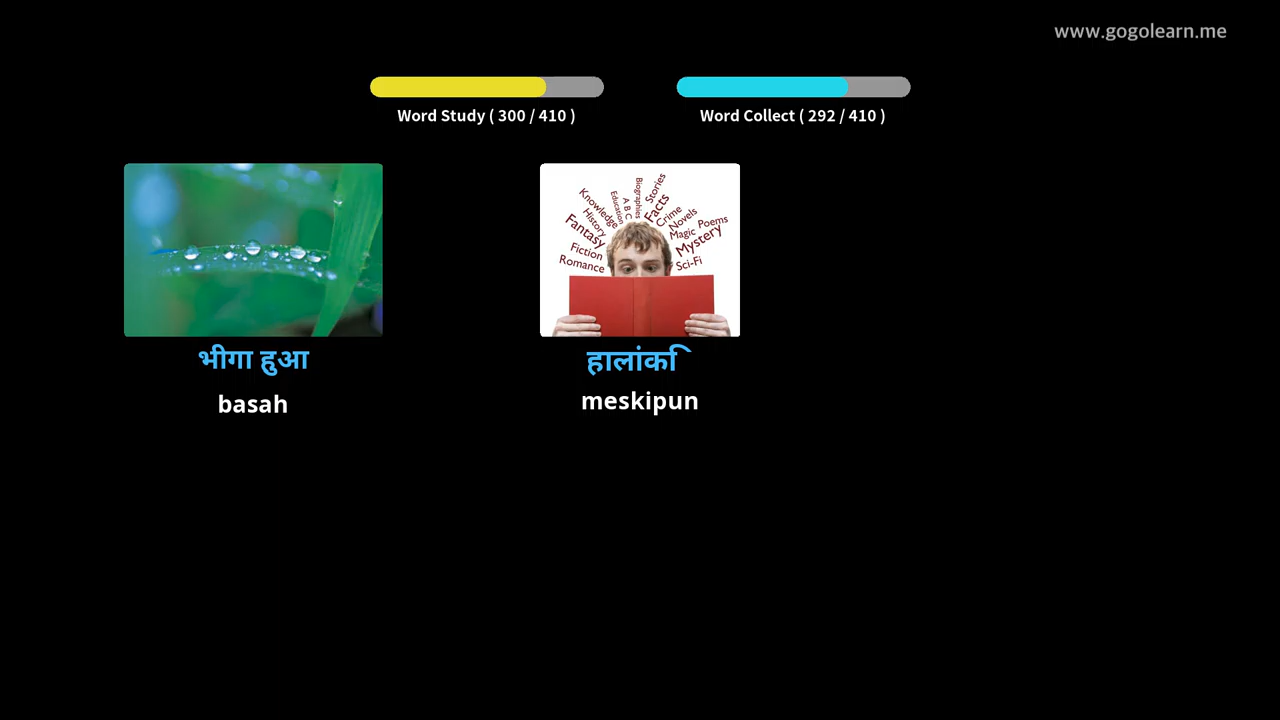 www.gogolearn.me
Word Study ( 300 / 410 )
Word Collect ( 292 / 410 )
Knowledge
History
Fantasy
Fiction
Romance
Education
A B C
Biographies
Stories
Facts
Crime
Novels
Magic
Poems
Mystery
Sci-Fi
भीगा हुआ
हालांकि
basah
meskipun